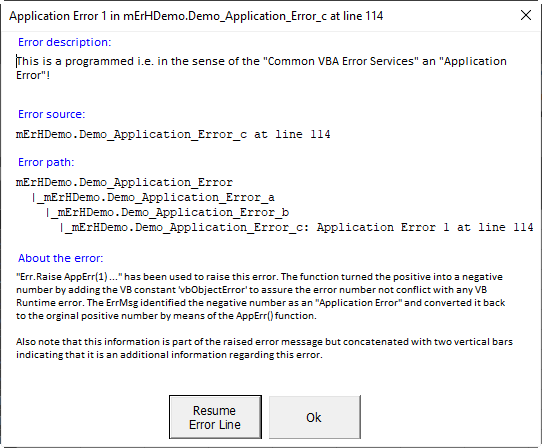 Application Error 1 in mErHDemo.Demo_Application_Error_c at line 114
Error description:
This is a programmed i.e. in the sense of the "Common VBA Error Services" an "Application
Error"!
Error source:
mErHDemo.Demo_Application_Error_c at line 114
Error path:
mErHDemo.Demo_Application_Error
|_mErHDemo.Demo_Application_Error_a
|_mErHDemo.Demo_Application_Error_b
|_mErHDemo.Demo_Application_Error_c: Application Error 1 at line 114
About the error:
"Err.Raise AppErr(1) ..." has been used to raise this error. The function turned the positive into a negative
number by adding the VB constant 'vbObjectError' to assure the error number not conflict with any VB
Runtime error. The ErrMsg identified the negative number as an "Application Error" and converted it back
to the orginal positive number by means of the AppErr() function.
Also note that this information is part of the raised error message but concatenated with two vertical bars
indicating that it is an additional information regarding this error.
Resume
Error Line
Ok